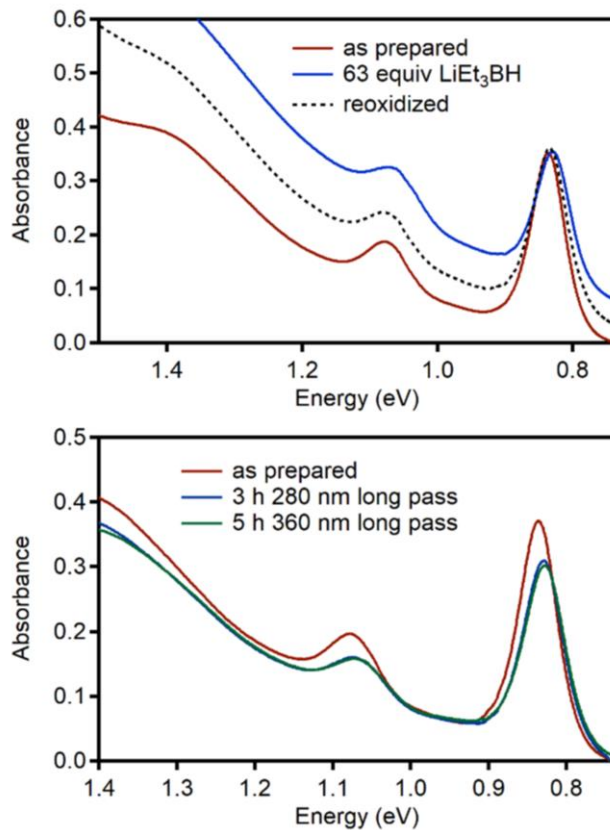 0.6
0.5
0.4
0.3
0.2
0.1
0.0
Absorbance
as prepared
63 equiv LiEt₃BH
reoxidized
1.4 1.2 1.0 0.8
Energy (eV)
0.5
0.4
0.3
0.2
0.1
0.0
Absorbance
as prepared
3 h 280 nm long pass
5 h 360 nm long pass
1.4 1.3 1.2 1.1 1.0 0.9 0.8
Energy (eV)